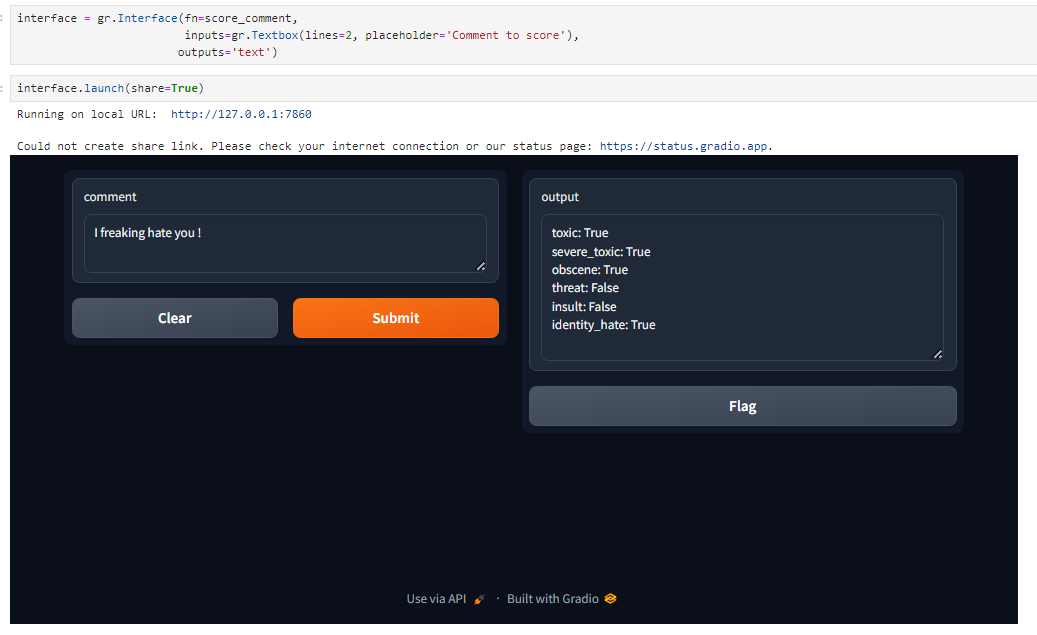 interface = gr.Interface(fn=score_comment,
inputs=gr.Textbox(lines=2, placeholder='Comment to score'),
outputs='text')
interface.launch(share=True)
Running on local URL:  http://127.0.0.1:7860
Could not create share link. Please check your internet connection or our status page: https://status.gradio.app.
comment
I freaking hate you !
Clear
Submit
output
toxic: True
severe_toxic: True
obscene: True
threat: False
insult: False
identity_hate: True
Flag
Use via API · Built with Gradio